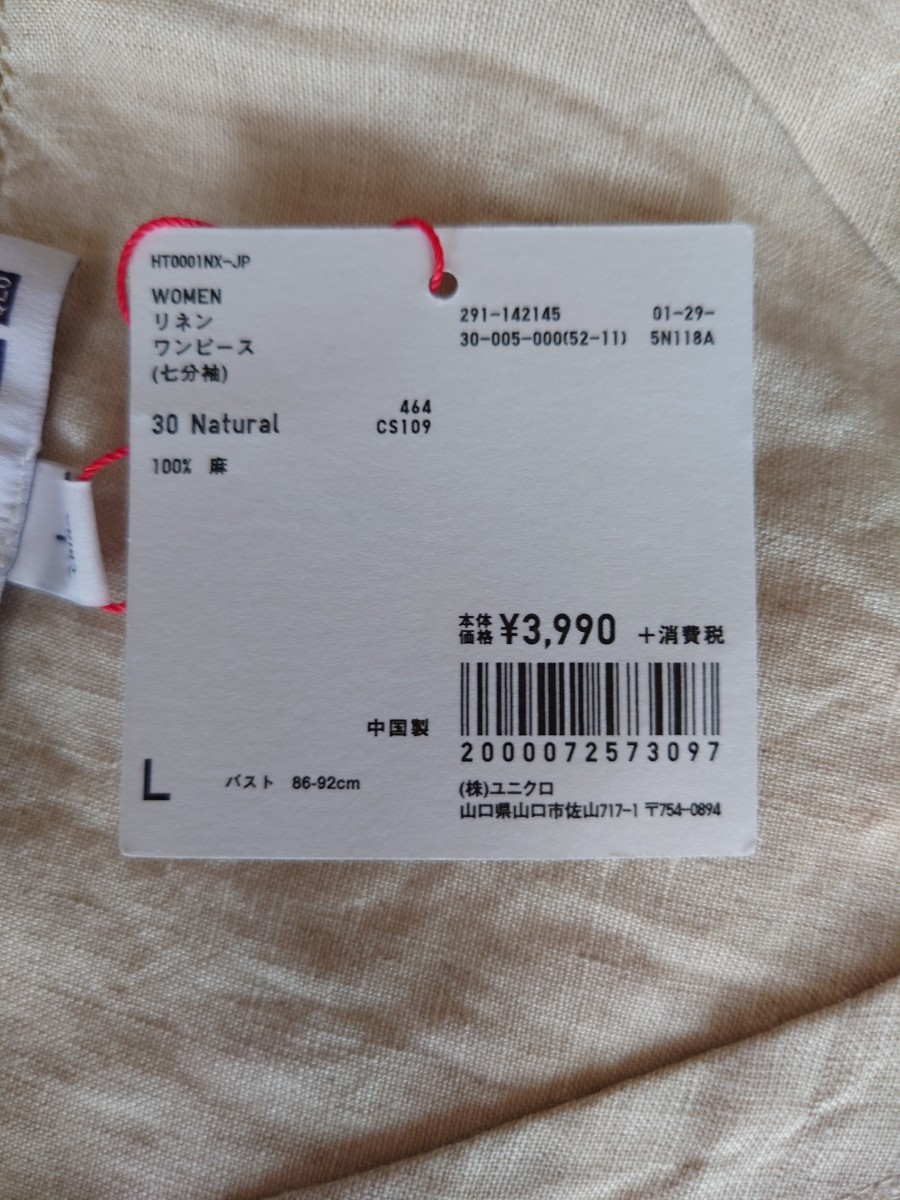 HT0001NX-JP
WOMEN
リネン
ワンピース
(七分袖)
30 Natural
464
CS109
100% 麻
291-142145 01-29-
30-005-000(52-11) 5N118A
本体価格 ¥3,990 +消費税
2000072573097
中国製
L バスト 86-92cm
(株)ユニクロ
山口県山口市佐山717-1 〒754-0894